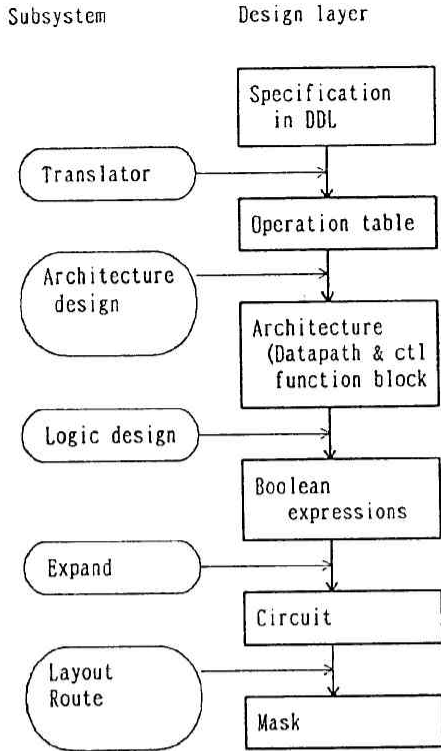 Subsystem Design layer
Specification
in DDL
Translator
Operation table
Architecture
design
Architecture
(Datapath & ctl
function block
Logic design
Boolean
expressions
Expand
Circuit
Layout
Route
Mask